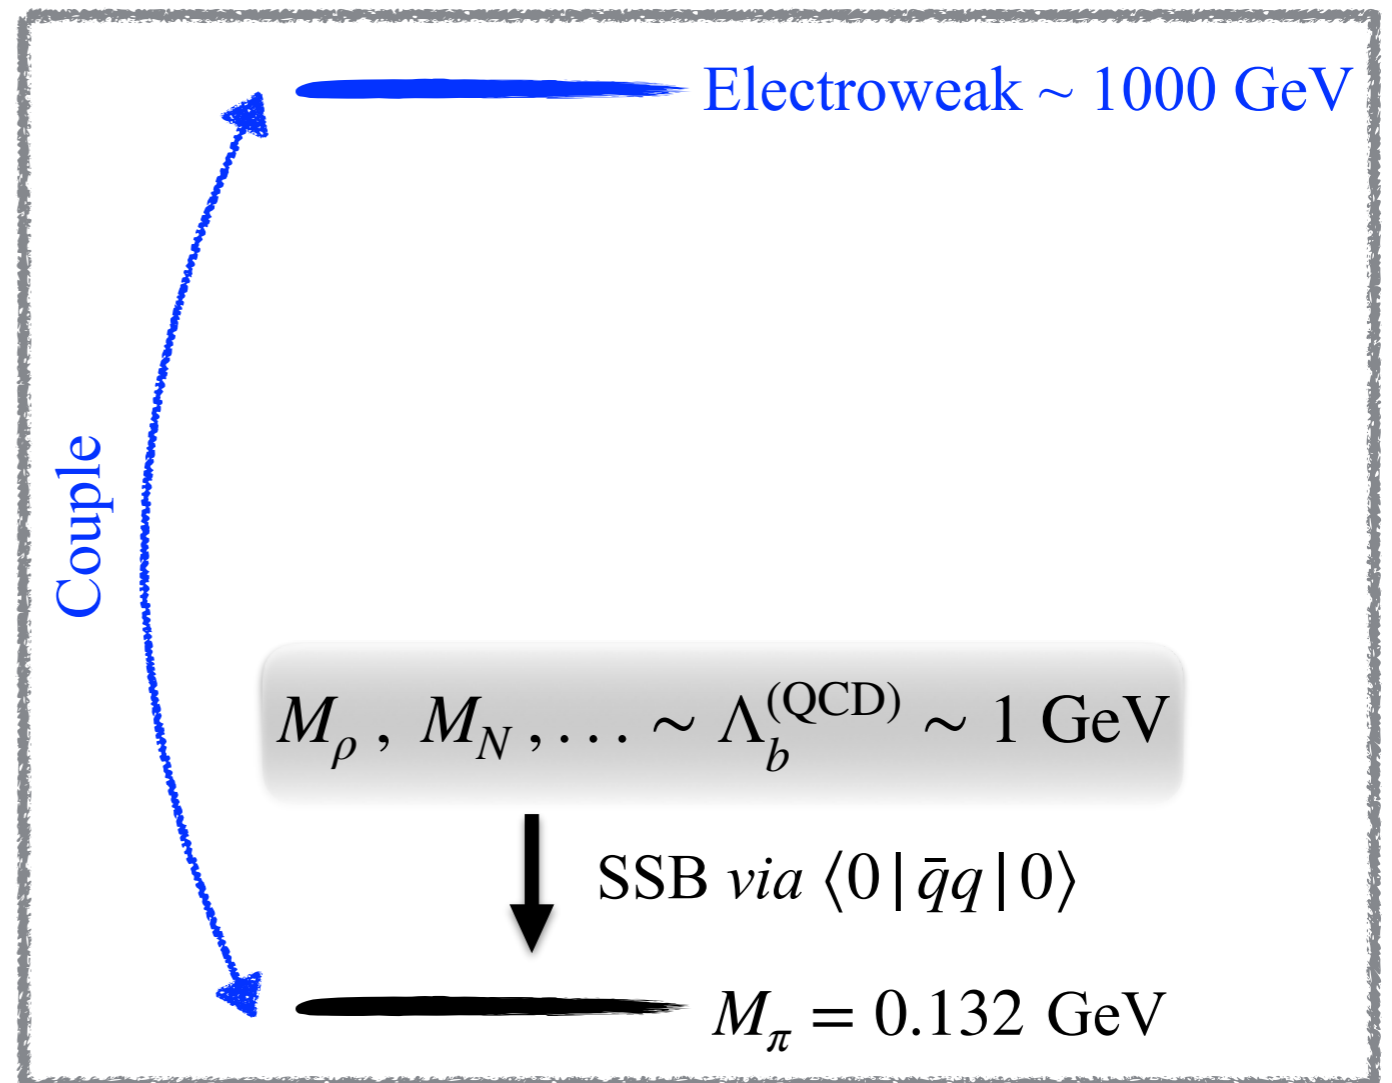 Electroweak ~ 1000 GeV
Couple
M_ρ , M_N , . . . ~ Λ_b^(QCD) ~ 1 GeV
SSB via ⟨0 | q̄q | 0⟩
M_π = 0.132 GeV